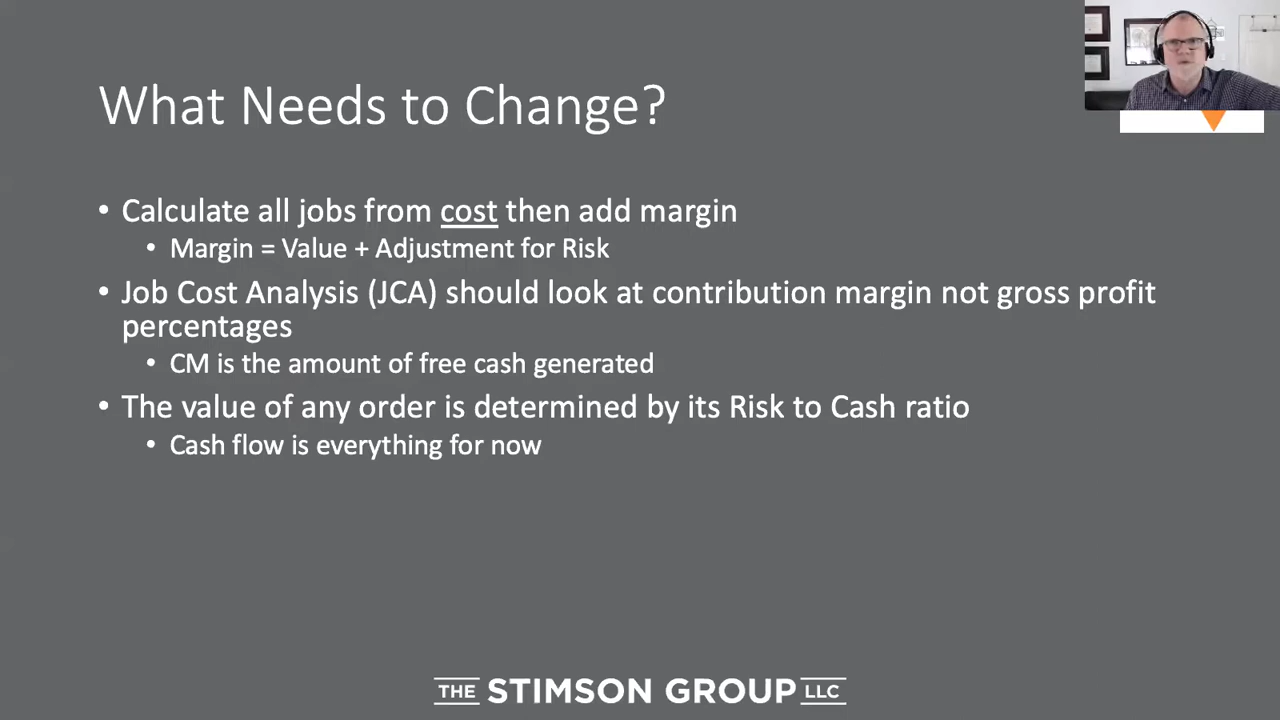 What Needs to Change?
• Calculate all jobs from cost then add margin
• Margin = Value + Adjustment for Risk
• Job Cost Analysis (JCA) should look at contribution margin not gross profit
percentages
• CM is the amount of free cash generated
• The value of any order is determined by its Risk to Cash ratio
• Cash flow is everything for now
THE STIMSON GROUP LLC